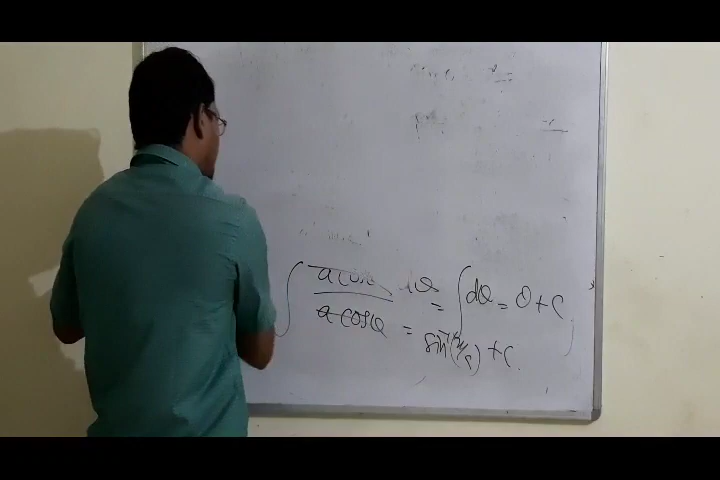 ∫ a cosθ / a cosθ dθ = ∫ dθ = θ + C
= sin⁻¹(x/a) + C.